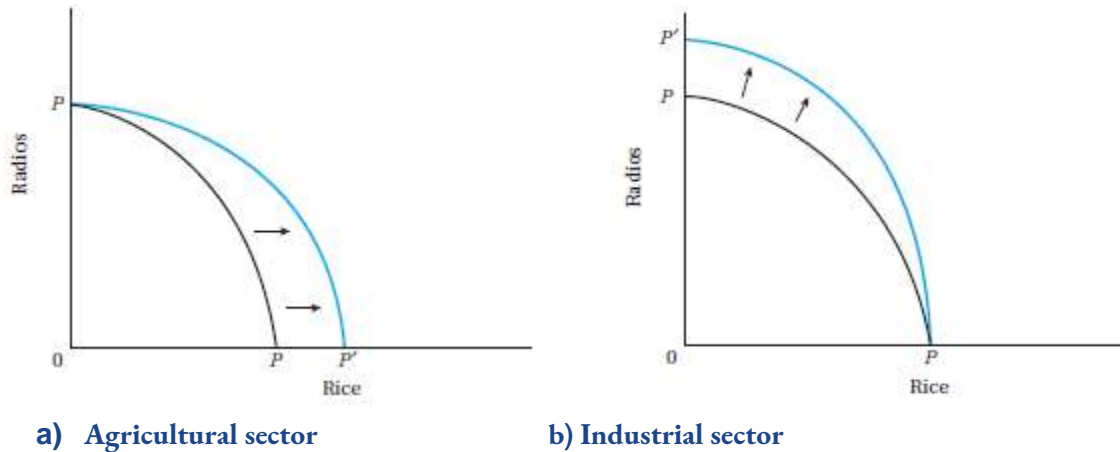 P
Radios
0
P
P′
Rice
a) Agricultural sector
P′
P
Radios
0
P
Rice
b) Industrial sector